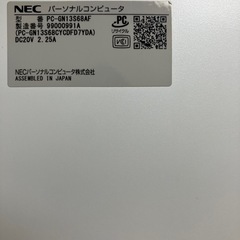 NEC パーソナルコンピュータ
型 番 PC-GN13S68AF
製造番号 99000991A
(PC-GN13S6BCYCDFD7YDA)
DC20V 2.25A
PC
リサイクル
NECパーソナルコンピュータ株式会社
ASSEMBLED IN JAPAN